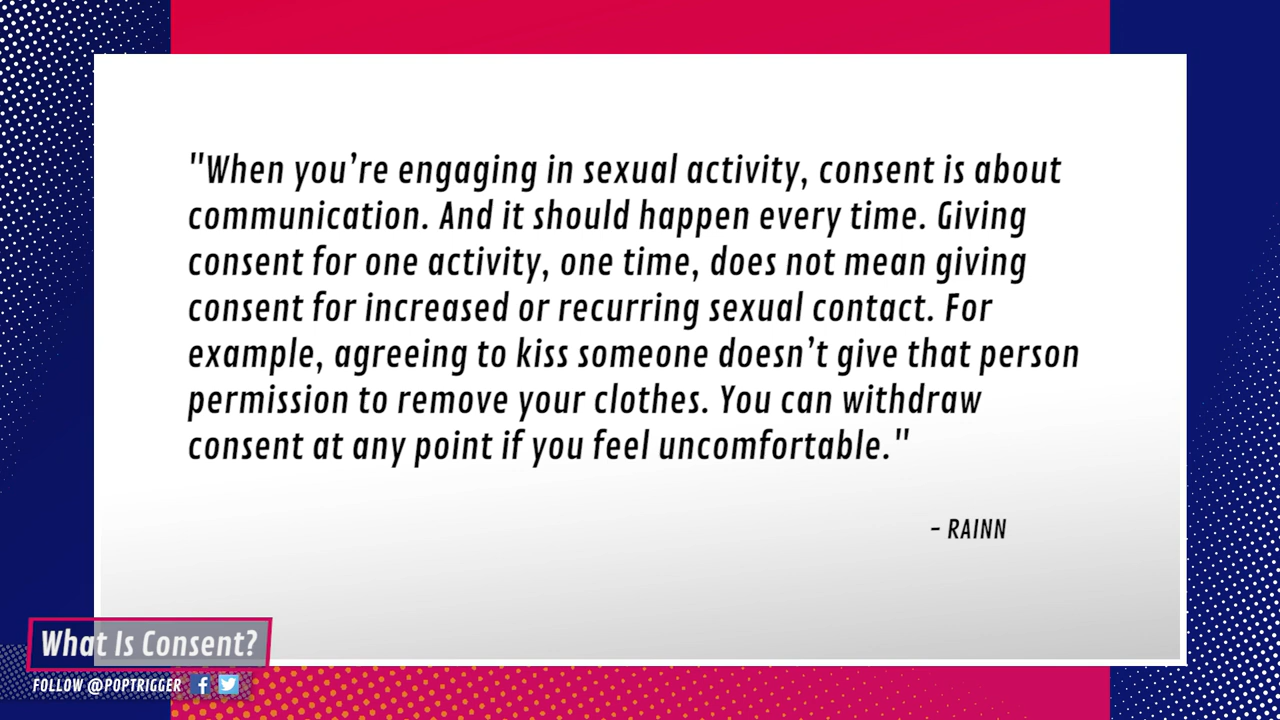 "When you’re engaging in sexual activity, consent is about
communication. And it should happen every time. Giving
consent for one activity, one time, does not mean giving
consent for increased or recurring sexual contact. For
example, agreeing to kiss someone doesn’t give that person
permission to remove your clothes. You can withdraw
consent at any point if you feel uncomfortable."
- RAINN
What Is Consent?
FOLLOW @POPTRIGGER